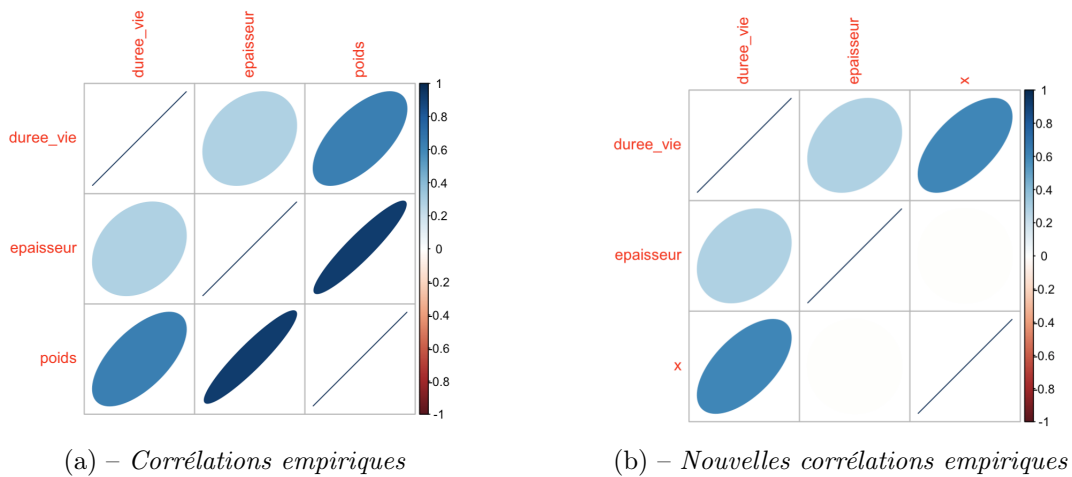 duree_vie
epaisseur
poids
duree_vie
epaisseur
poids
1
0.8
0.6
0.4
0.2
0
-0.2
-0.4
-0.6
-0.8
-1
(a) – Corrélations empiriques
duree_vie
epaisseur
x
duree_vie
epaisseur
x
1
0.8
0.6
0.4
0.2
0
-0.2
-0.4
-0.6
-0.8
-1
(b) – Nouvelles corrélations empiriques